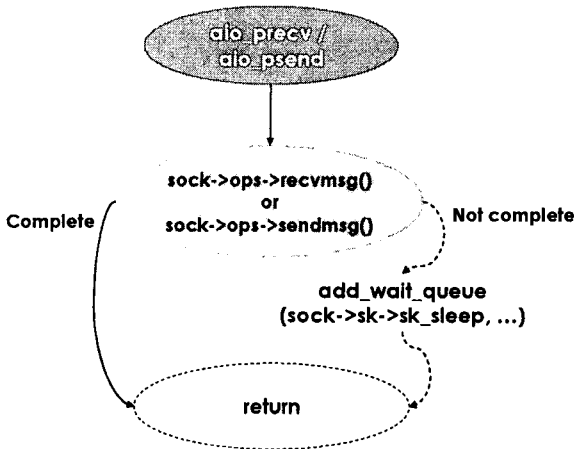 aio_precv /
aio_psend
sock->ops->recvmsg()
or
sock->ops->sendmsg()
Complete
Not complete
add_wait_queue
(sock->sk->sk_sleep, ...)
return